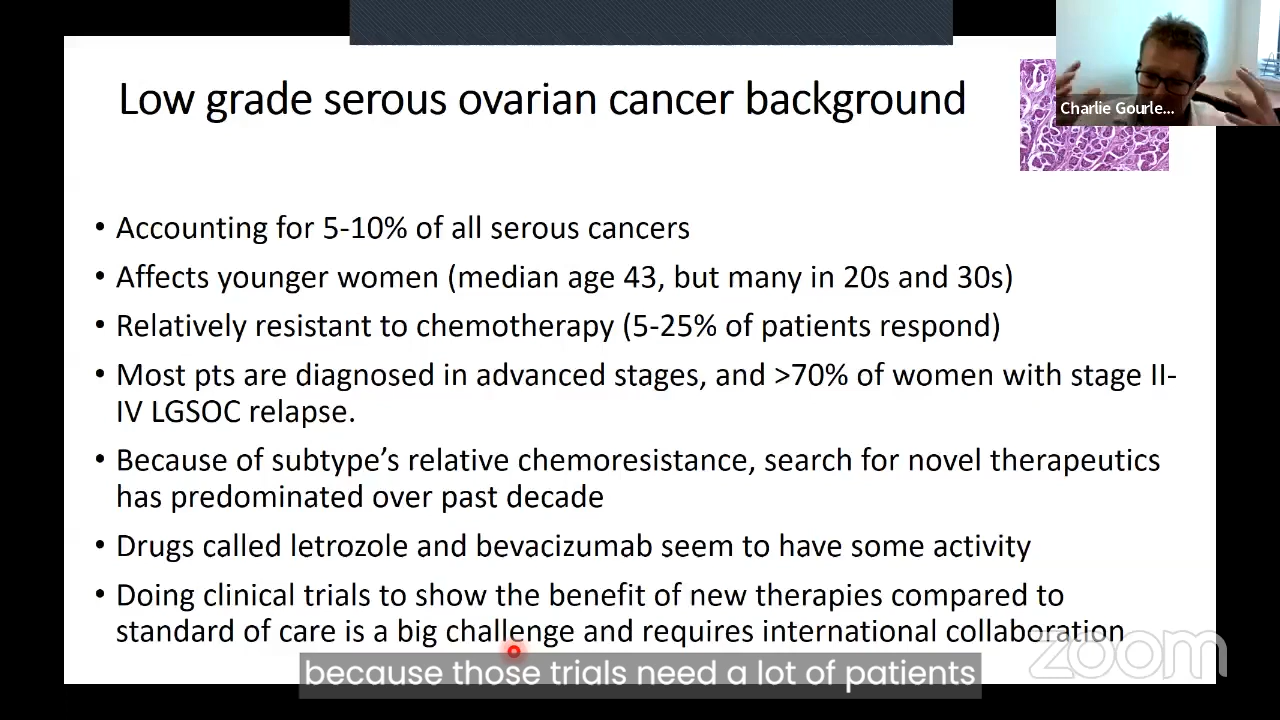 Low grade serous ovarian cancer background
Charlie Gourle...
• Accounting for 5-10% of all serous cancers
• Affects younger women (median age 43, but many in 20s and 30s)
• Relatively resistant to chemotherapy (5-25% of patients respond)
• Most pts are diagnosed in advanced stages, and >70% of women with stage II-
IV LGSOC relapse.
• Because of subtype’s relative chemoresistance, search for novel therapeutics
has predominated over past decade
• Drugs called letrozole and bevacizumab seem to have some activity
• Doing clinical trials to show the benefit of new therapies compared to
standard of care is a big challenge and requires international collaboration
zoom
because those trials need a lot of patients